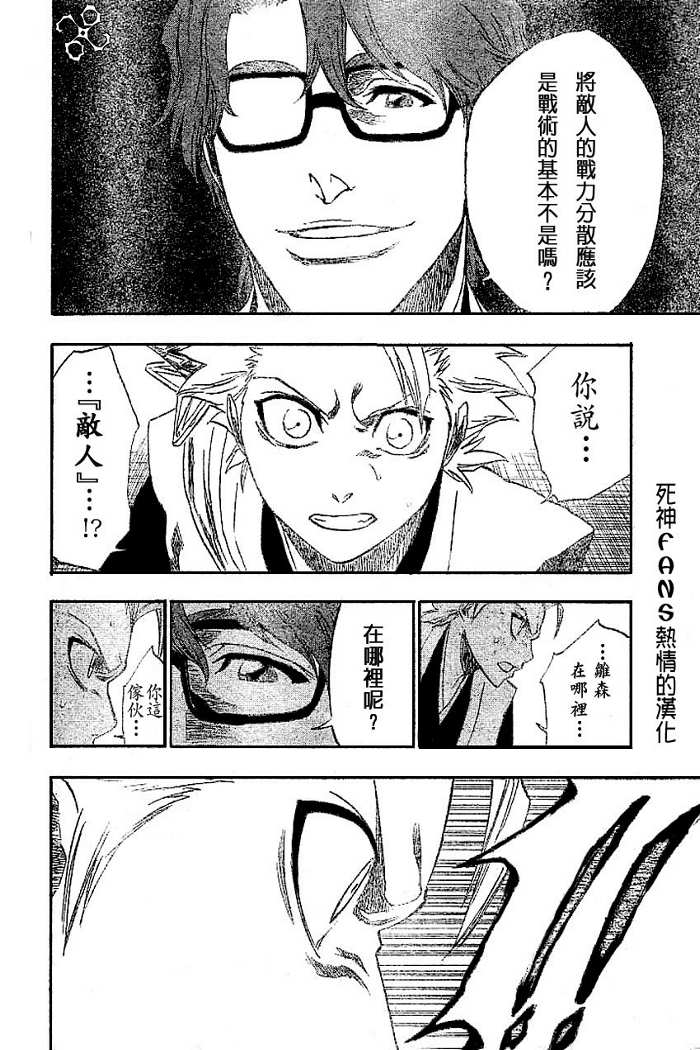 將敵人的戰力分散應該
是戰術的基本不是嗎？
你說…
…『敵人』…!?
…雛森
在哪裡…
在哪裡呢？
你這
傢伙…
!!
死神FANS熱情的漢化